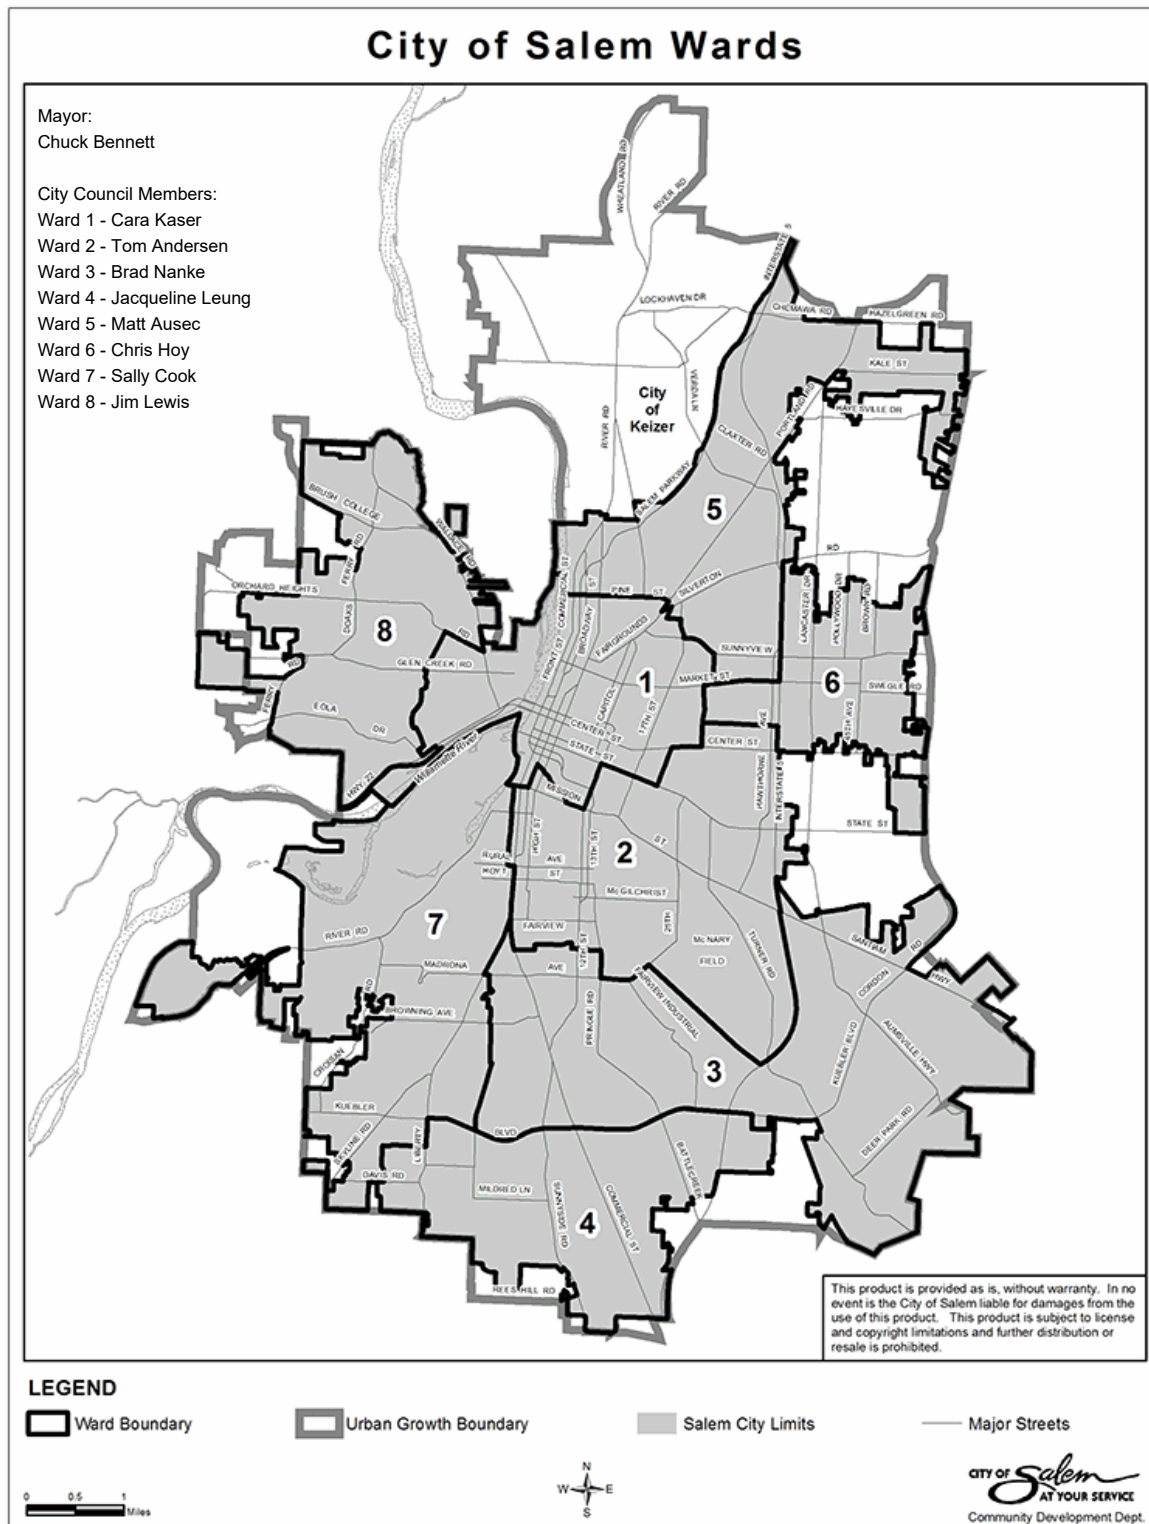 City of Salem Wards
Mayor:
Chuck Bennett
City Council Members:
Ward 1 - Cara Kaser
Ward 2 - Tom Andersen
Ward 3 - Brad Nanke
Ward 4 - Jacqueline Leung
Ward 5 - Matt Ausec
Ward 6 - Chris Hoy
Ward 7 - Sally Cook
Ward 8 - Jim Lewis
WHEATLAND RD
RIVER RD
INTERSTATE 5
LOCKHAVEN DR
CHEMAWA RD
HAZELGREEN RD
KALE ST
VERDA LN
City
of
Keizer
PORTLAND RD
HAYESVILLE DR
RIVER RD
CLAXTER RD
SALEM PARKWAY
5
BRUSH COLLEGE
RD
WALLACE RD
RD
ORCHARD HEIGHTS
RD
DOAKS
FERRY
RD
COMMERCIAL ST
PINE ST
SILVERTON
LANCASTER DR
HOLLYWOOD DR
BROWN RD
8
FRONT ST
BROADWAY
ST
FAIRGROUNDS
SUNNYVIEW
GLEN CREEK RD
1
MARKET ST
6
SWEGLE RD
FERRY
EOLA
DR
CAPITOL
17TH ST
45TH AVE
CENTER ST
CENTER ST
STATE ST
HWY 22
Willamette River
HAWTHORNE
AVE
INTERSTATE 5
MISSION
ST
STATE ST
HIGH ST
13TH ST
2
RURAL AVE
HOYT ST
McGILCHRIST
25TH
7
FAIRVIEW
RIVER RD
12TH ST
McNARY
FIELD
TURNER RD
SANTIAM
HWY
CORDON
RD
MADRONA AVE
FAIRVIEW INDUSTRIAL
BROWNING AVE
PRINGLE RD
CROISAN
RD
3
KUEBLER BLVD
AUMSVILLE HWY
KUEBLER
BLVD
SKYLINE RD
LIBERTY
DEER PARK RD
DAVIS RD
MILDRED LN
BATTLECREEK
SUNNYSIDE RD
COMMERCIAL ST
4
REES HILL RD
This product is provided as is, without warranty. In no
event is the City of Salem liable for damages from the
use of this product. This product is subject to license
and copyright limitations and further distribution or
resale is prohibited.
LEGEND
Ward Boundary
Urban Growth Boundary
Salem City Limits
Major Streets
0 0.5 1
Miles
N
W E
S
CITY OF Salem
AT YOUR SERVICE
Community Development Dept.